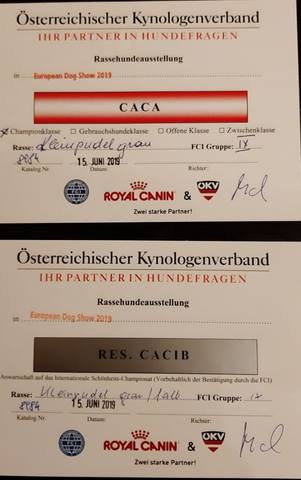 Österreichischer Kynologenverband
IHR PARTNER IN HUNDEFRAGEN
Rassehundeausstellung
in European Dog Show 2019
CACA
☒ Championklasse ☐ Gebrauchshundeklasse ☐ Offene Klasse ☐ Zwischenklasse
Rasse: Kleinpudel grau FCI Gruppe: IX
8984 15. JUNI 2019
Katalog Nr. Datum: Richter:
FCI ROYAL CANIN & ÖKV
Zwei starke Partner!
Österreichischer Kynologenverband
IHR PARTNER IN HUNDEFRAGEN
Rassehundeausstellung
in European Dog Show 2019
RES. CACIB
Anwartschaft auf das Internationale Schönheits-Championat (Vorbehaltlich der Bestätigung durch die FCI)
Rasse: Kleinpudel grau/ FCI Gruppe: IX
8984 15. JUNI 2019
Katalog Nr. Datum: Richter:
FCI ROYAL CANIN & ÖKV
Zwei starke Partner!